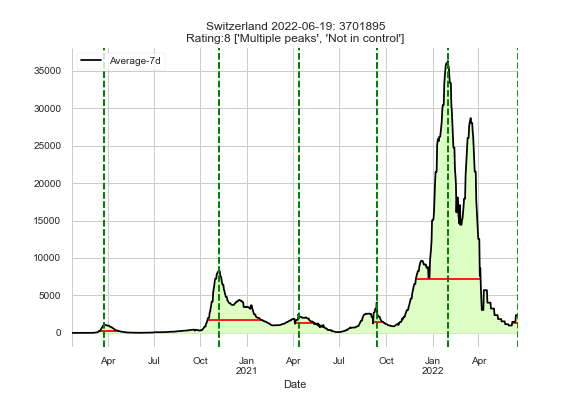 Switzerland 2022-06-19: 3701895
Rating:8 ['Multiple peaks', 'Not in control']
Average-7d
35000
30000
25000
20000
15000
10000
5000
0
Apr Jul Oct Jan Apr Jul Oct Jan Apr
2021 2022
Date